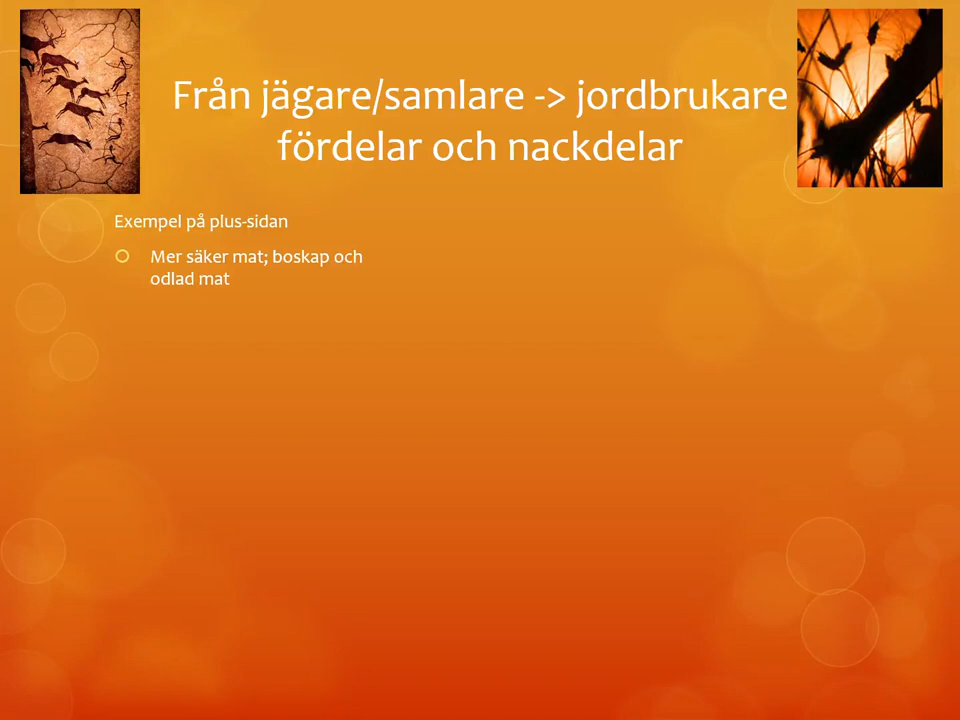 Från jägare/samlare -> jordbrukare
fördelar och nackdelar
Exempel på plus-sidan
Mer säker mat; boskap och
odlad mat